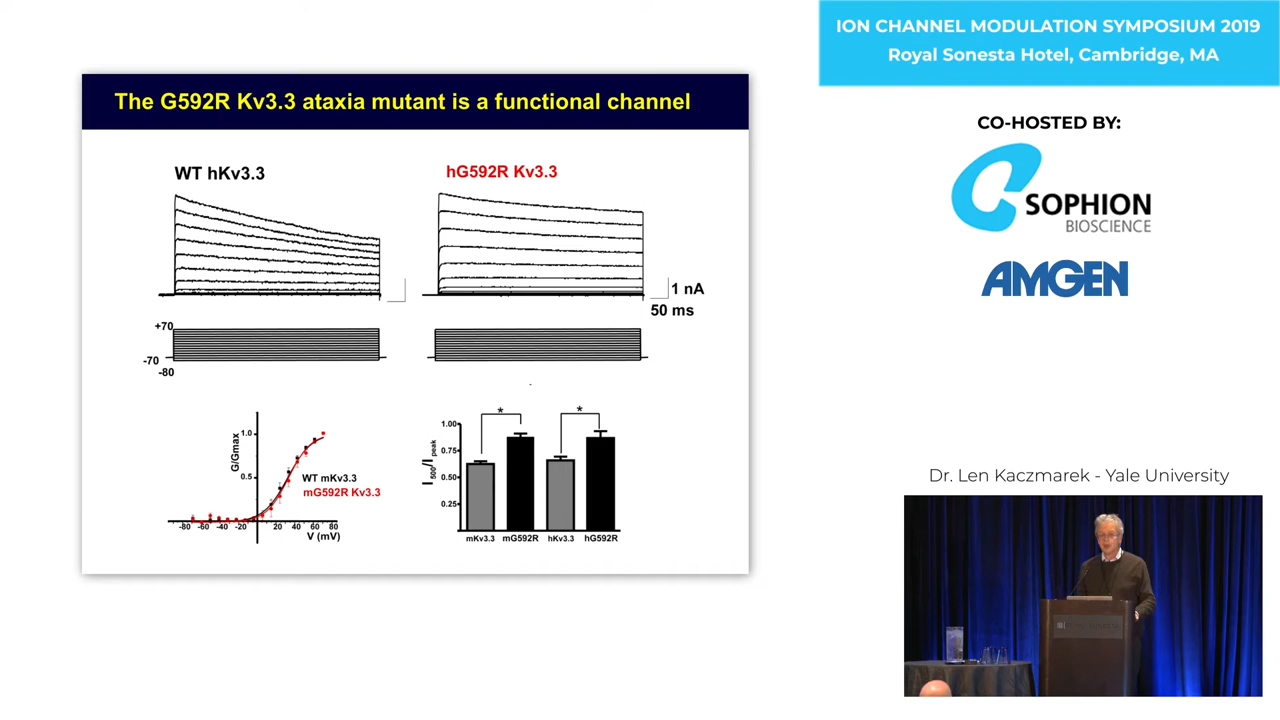 ION CHANNEL MODULATION SYMPOSIUM 2019
Royal Sonesta Hotel, Cambridge, MA
CO-HOSTED BY:
SOPHION
BIOSCIENCE
AMGEN
The G592R Kv3.3 ataxia mutant is a functional channel
WT hKv3.3
hG592R Kv3.3
1 nA
50 ms
+70
-70
-80
G/Gmax
1.0
0.5
WT mKv3.3
mG592R Kv3.3
-80 -60 -40 -20 20 40 60 80
V (mV)
I500/Ipeak
1.00
0.75
0.50
0.25
* *
mKv3.3 mG592R hKv3.3 hG592R
Dr. Len Kaczmarek - Yale University